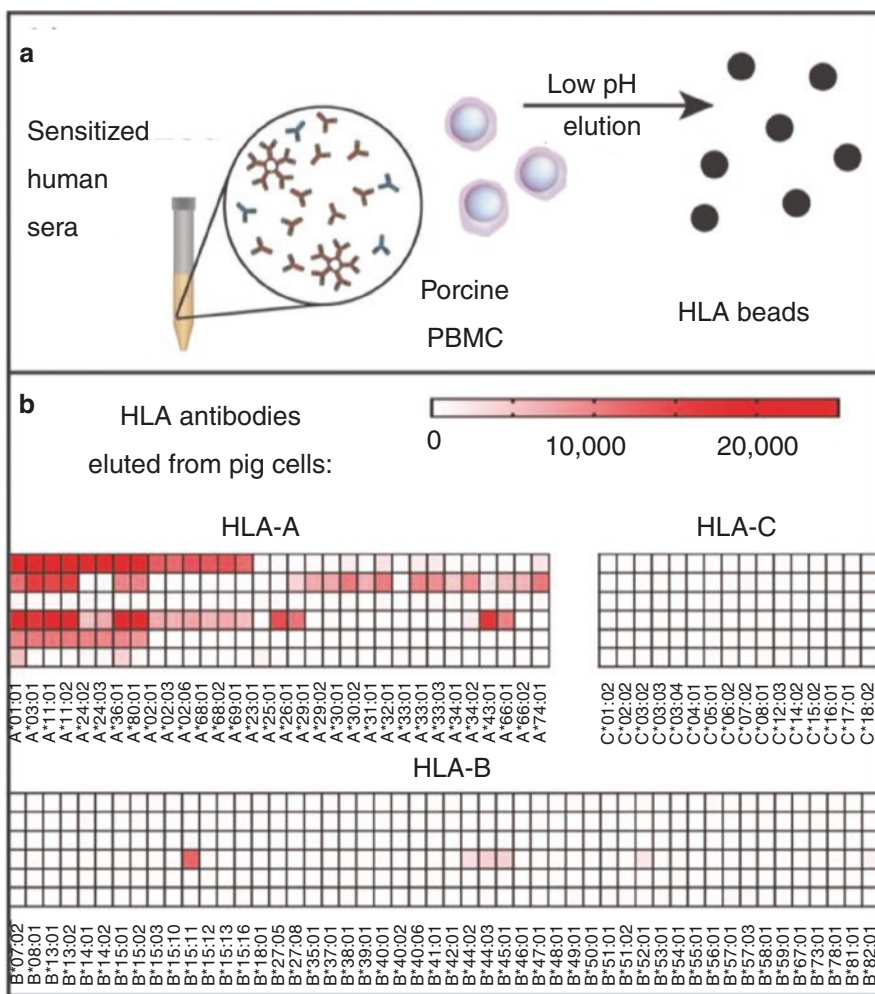 a
Sensitized
human
sera
Low pH
elution
Porcine
PBMC
HLA beads
b
HLA antibodies
eluted from pig cells:
0
10,000
20,000
HLA-A
HLA-C
A*01:01
A*03:01
A*11:01
A*11:02
A*24:02
A*24:03
A*36:01
A*80:01
A*02:01
A*02:03
A*02:06
A*68:01
A*68:02
A*69:01
A*23:01
A*25:01
A*26:01
A*29:01
A*29:02
A*30:01
A*30:02
A*31:01
A*32:01
A*33:01
A*33:01
A*33:03
A*34:01
A*34:02
A*43:01
A*66:01
A*66:02
A*74:01
C*01:02
C*02:02
C*03:02
C*03:03
C*03:04
C*04:01
C*05:01
C*06:02
C*07:02
C*08:01
C*12:03
C*14:02
C*15:02
C*16:01
C*17:01
C*18:02
HLA-B
B*07:02
B*08:01
B*13:01
B*13:02
B*14:01
B*14:02
B*15:01
B*15:02
B*15:03
B*15:10
B*15:11
B*15:12
B*15:13
B*15:16
B*18:01
B*27:05
B*27:08
B*35:01
B*37:01
B*38:01
B*39:01
B*40:01
B*40:02
B*40:06
B*41:01
B*42:01
B*44:02
B*44:03
B*45:01
B*46:01
B*47:01
B*48:01
B*49:01
B*50:01
B*51:01
B*51:02
B*52:01
B*53:01
B*54:01
B*55:01
B*56:01
B*57:01
B*57:03
B*58:01
B*59:01
B*67:01
B*73:01
B*78:01
B*81:01
B*82:01